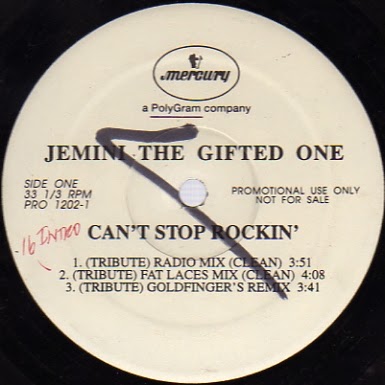 mercury
a PolyGram company
JEMINI THE GIFTED ONE
SIDE ONE
33 1/3 RPM
PRO 1202-1
PROMOTIONAL USE ONLY
NOT FOR SALE
-16 INTRO
CAN'T STOP ROCKIN'
1. (TRIBUTE) RADIO MIX (CLEAN) 3:51
2. (TRIBUTE) FAT LACES MIX (CLEAN) 4:08
3. (TRIBUTE) GOLDFINGER'S REMIX 3:41